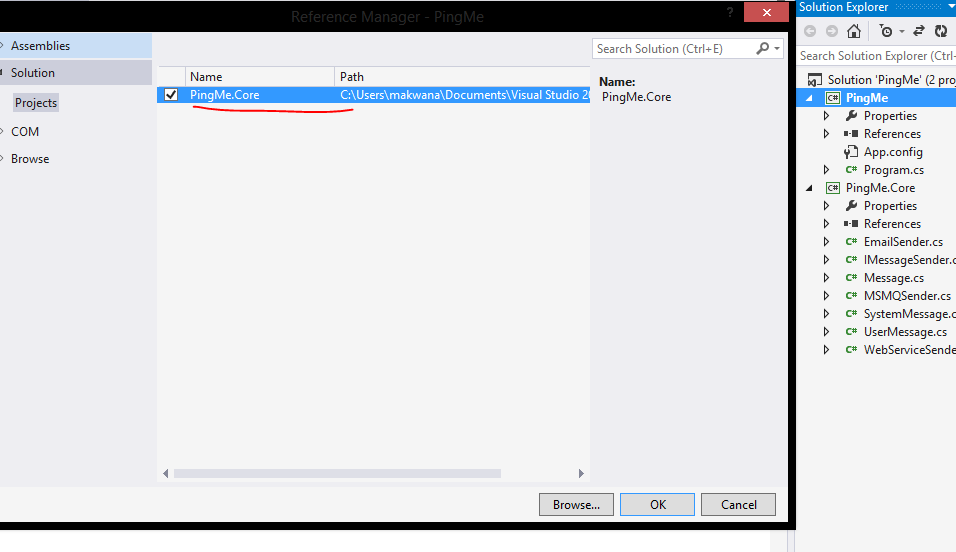 Reference Manager - PingMe
?
Assemblies
Solution
Projects
COM
Browse
Search Solution (Ctrl+E)
Name
Path
PingMe.Core
C:\Users\makwana\Documents\Visual Studio 2
Name:
PingMe.Core
Browse...
OK
Cancel
Solution Explorer
Search Solution Explorer (Ctrl+
Solution 'PingMe' (2 proj
C# PingMe
Properties
References
App.config
C# Program.cs
C# PingMe.Core
Properties
References
C# EmailSender.cs
C# IMessageSender.c
C# Message.cs
C# MSMQSender.cs
C# SystemMessage.c
C# UserMessage.cs
C# WebServiceSende